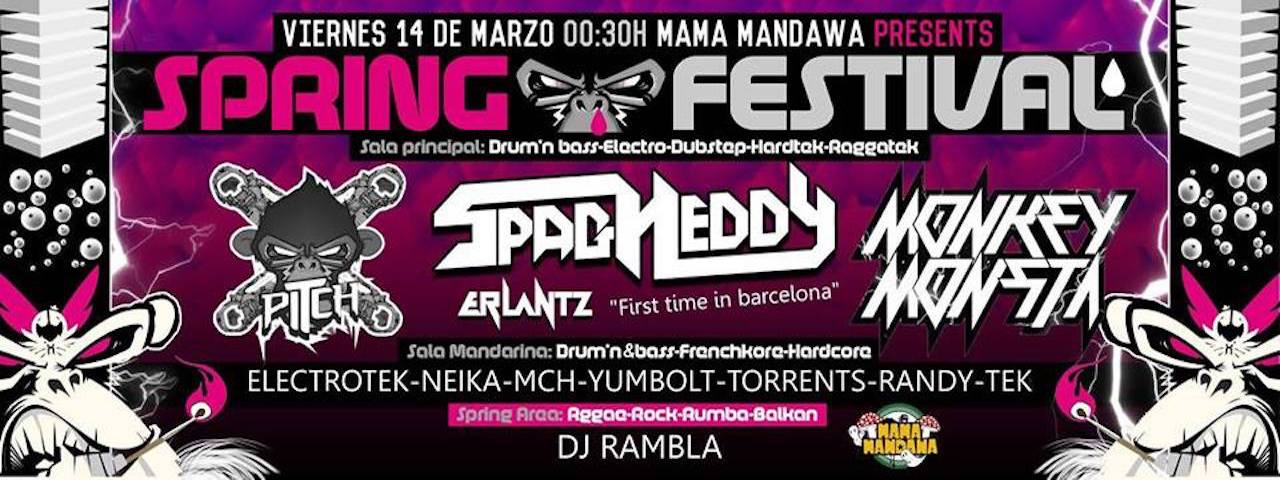 VIERNES 14 DE MARZO 00:30H MAMA MANDAWA PRESENTS
SPRING FESTIVAL
Sala principal: Drum'n bass-Electro-Dubstep-Hardtek-Raggatek
PITCH
SPAGHEDDY
MONKEY
MONSTA
ERLANTZ "First time in barcelona"
Sala Mandarina: Drum'n&bass-Frenchkore-Hardcore
ELECTROTEK-NEIKA-MCH-YUMBOLT-TORRENTS-RANDY-TEK
Spring Area: Reggae-Rock-Rumba-Balkan
DJ RAMBLA
MAMA
MANDANA